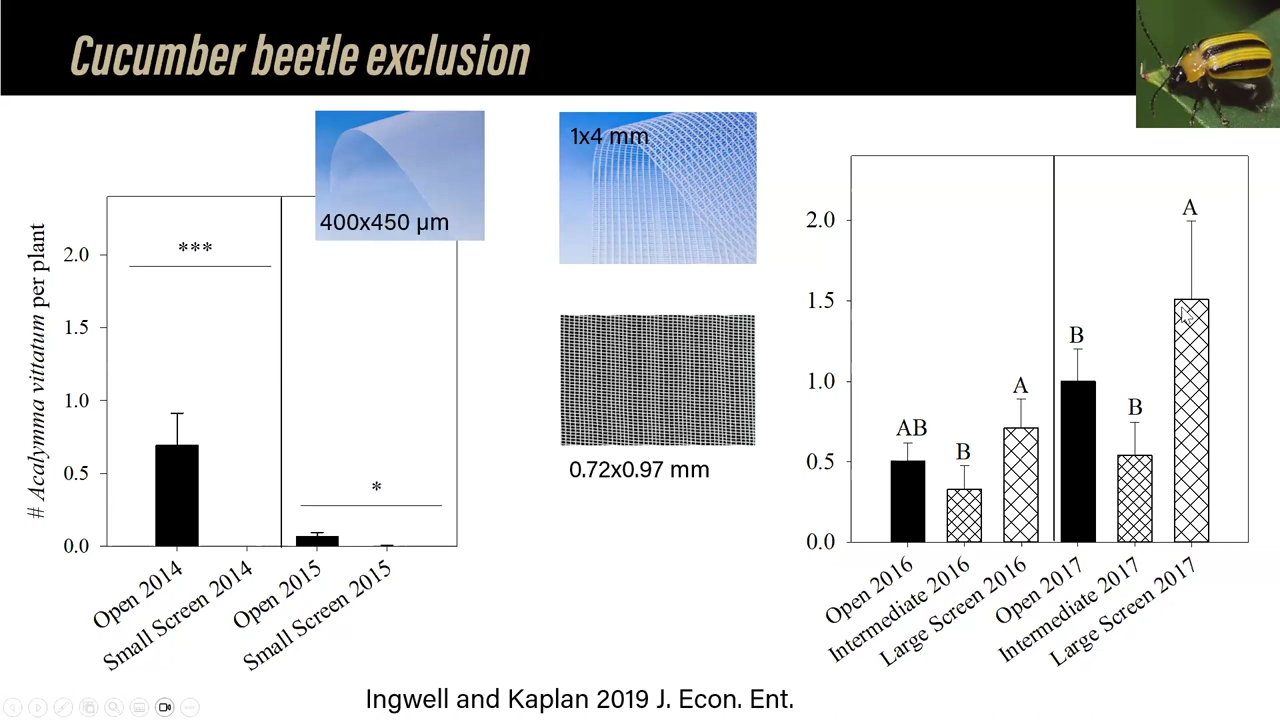 Cucumber beetle exclusion
400x450 µm
1x4 mm
0.72x0.97 mm
# Acalymma vittatum per plant
2.0
1.5
1.0
0.5
0.0
***
*
Open 2014
Small Screen 2014
Open 2015
Small Screen 2015
2.0
1.5
1.0
0.5
0.0
AB
B
A
B
B
A
Open 2016
Intermediate 2016
Large Screen 2016
Open 2017
Intermediate 2017
Large Screen 2017
Ingwell and Kaplan 2019 J. Econ. Ent.